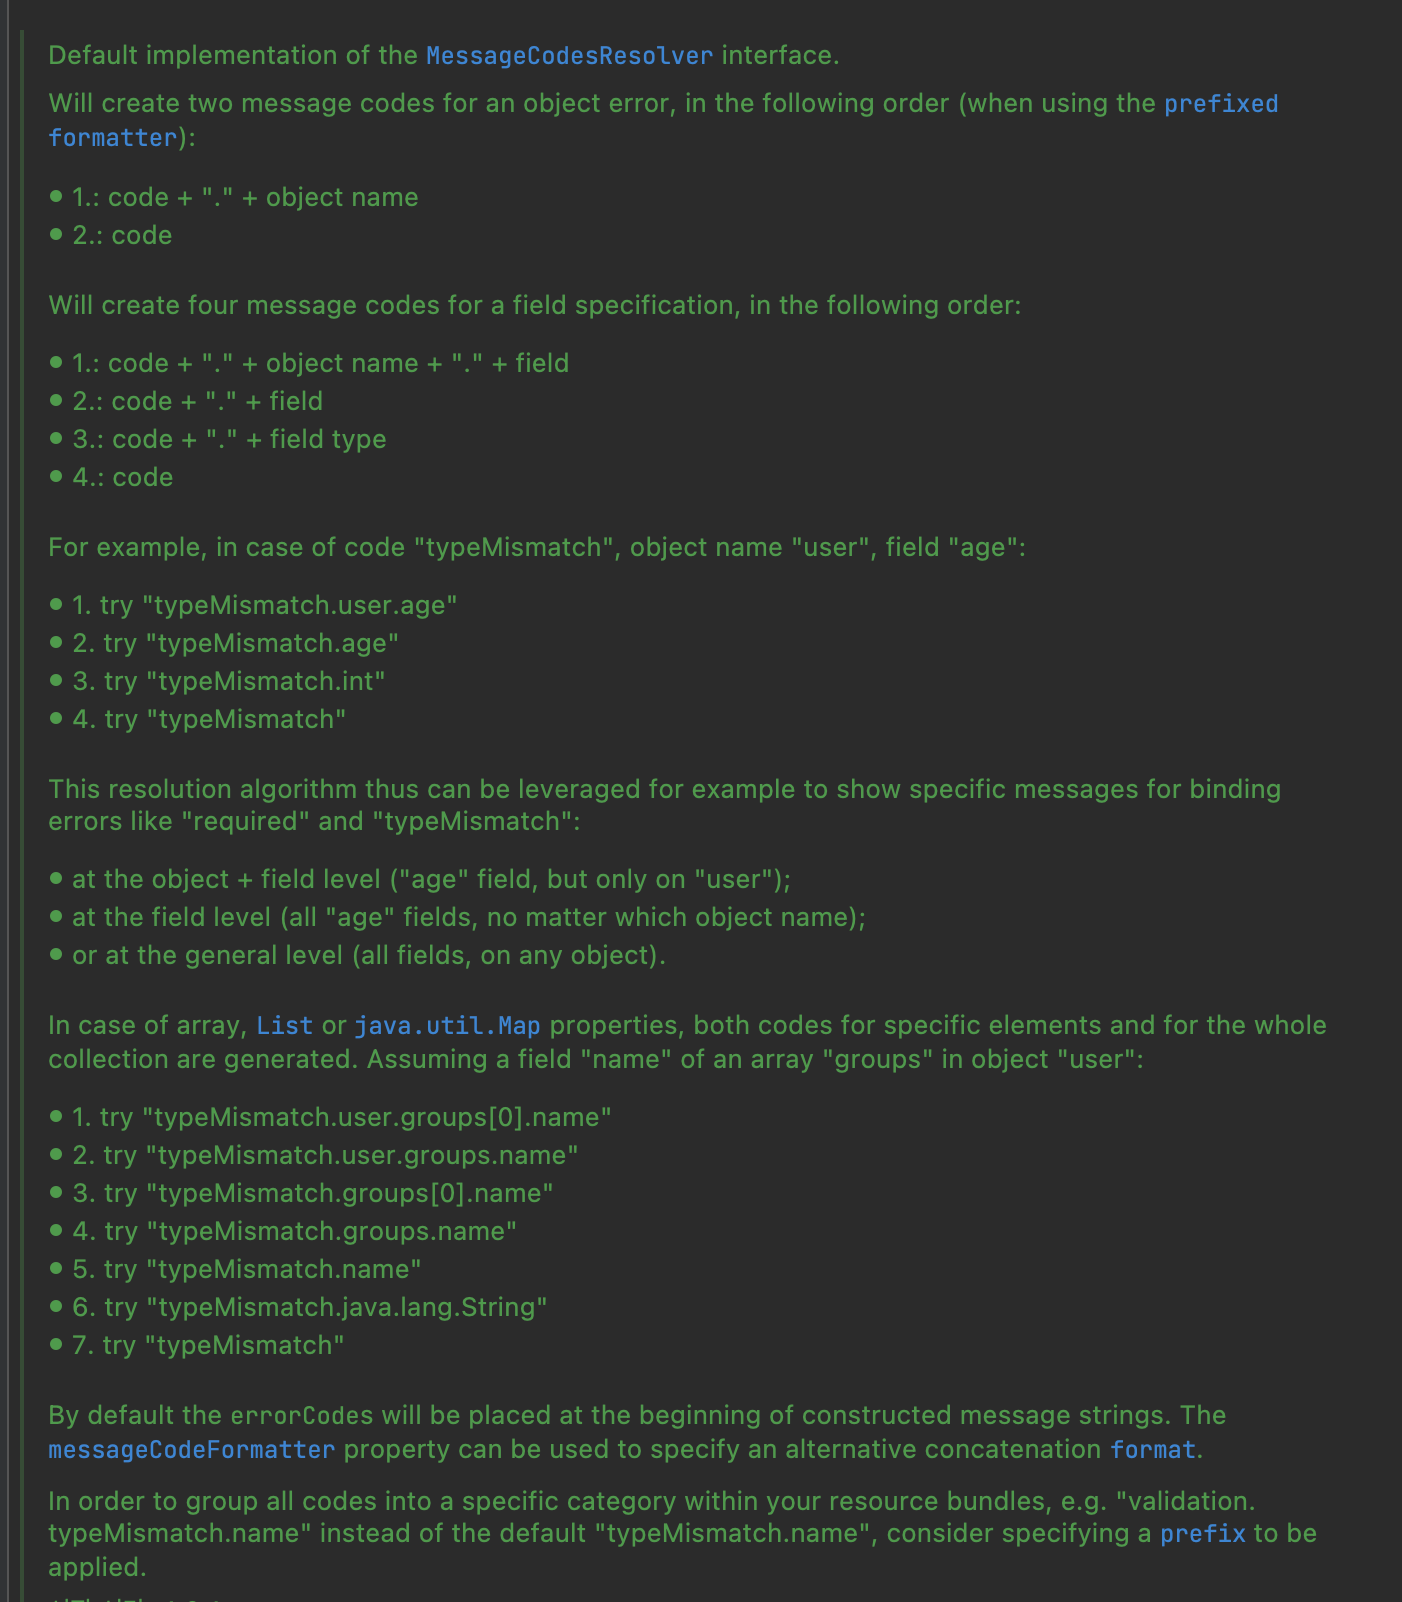 Default implementation of the MessageCodesResolver interface.
Will create two message codes for an object error, in the following order (when using the prefixed
formatter):
• 1.: code + "." + object name
• 2.: code
Will create four message codes for a field specification, in the following order:
• 1.: code + "." + object name + "." + field
• 2.: code + "." + field
• 3.: code + "." + field type
• 4.: code
For example, in case of code "typeMismatch", object name "user", field "age":
• 1. try "typeMismatch.user.age"
• 2. try "typeMismatch.age"
• 3. try "typeMismatch.int"
• 4. try "typeMismatch"
This resolution algorithm thus can be leveraged for example to show specific messages for binding
errors like "required" and "typeMismatch":
• at the object + field level ("age" field, but only on "user");
• at the field level (all "age" fields, no matter which object name);
• or at the general level (all fields, on any object).
In case of array, List or java.util.Map properties, both codes for specific elements and for the whole
collection are generated. Assuming a field "name" of an array "groups" in object "user":
• 1. try "typeMismatch.user.groups[0].name"
• 2. try "typeMismatch.user.groups.name"
• 3. try "typeMismatch.groups[0].name"
• 4. try "typeMismatch.groups.name"
• 5. try "typeMismatch.name"
• 6. try "typeMismatch.java.lang.String"
• 7. try "typeMismatch"
By default the errorCodes will be placed at the beginning of constructed message strings. The
messageCodeFormatter property can be used to specify an alternative concatenation format.
In order to group all codes into a specific category within your resource bundles, e.g. "validation.
typeMismatch.name" instead of the default "typeMismatch.name", consider specifying a prefix to be
applied.